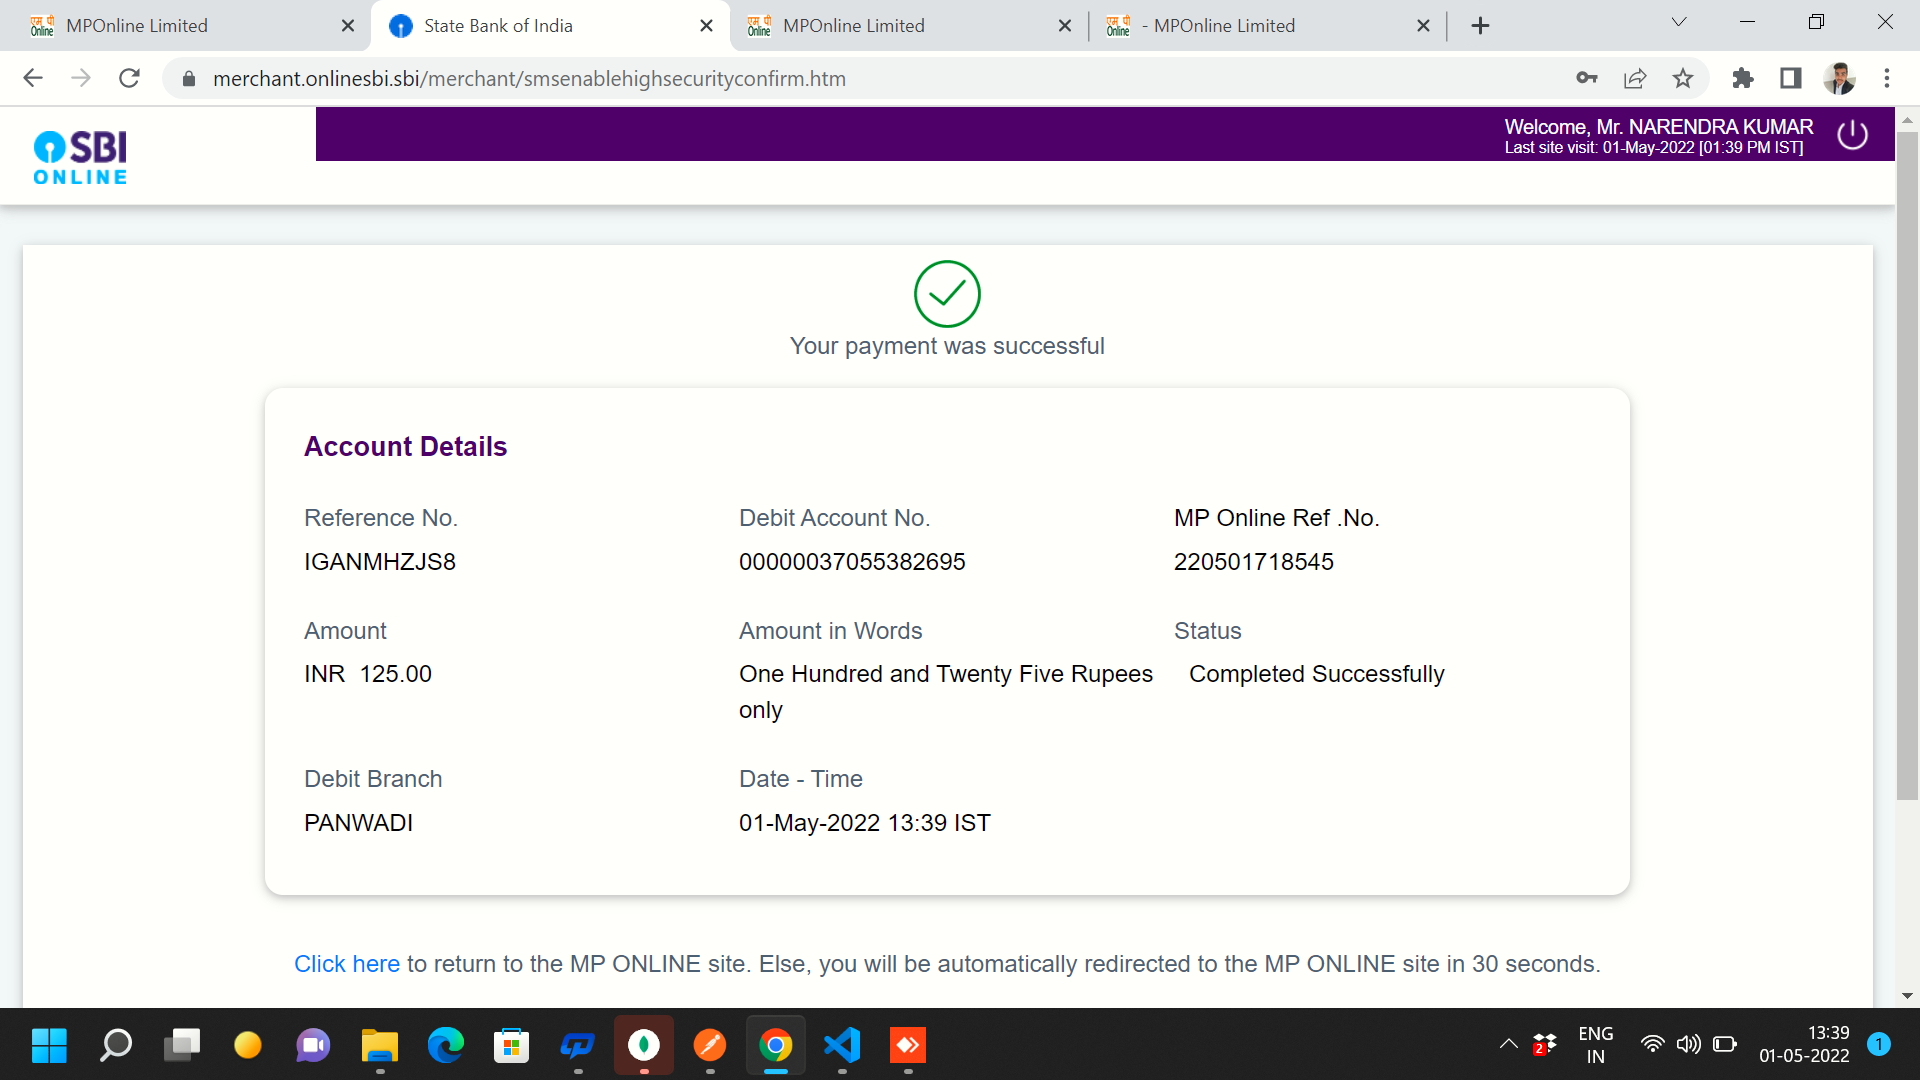 MPOnline Limited
State Bank of India
MPOnline Limited
- MPOnline Limited
merchant.onlinesbi.sbi/merchant/smsenablehighsecurityconfirm.htm
SBI
ONLINE
Welcome, Mr. NARENDRA KUMAR
Last site visit: 01-May-2022 [01:39 PM IST]
Your payment was successful
Account Details
Reference No.
IGANMHZJS8
Debit Account No.
00000037055382695
MP Online Ref .No.
220501718545
Amount
INR 125.00
Amount in Words
One Hundred and Twenty Five Rupees
only
Status
Completed Successfully
Debit Branch
PANWADI
Date - Time
01-May-2022 13:39 IST
Click here to return to the MP ONLINE site. Else, you will be automatically redirected to the MP ONLINE site in 30 seconds.
2
ENG
IN
13:39
01-05-2022
1